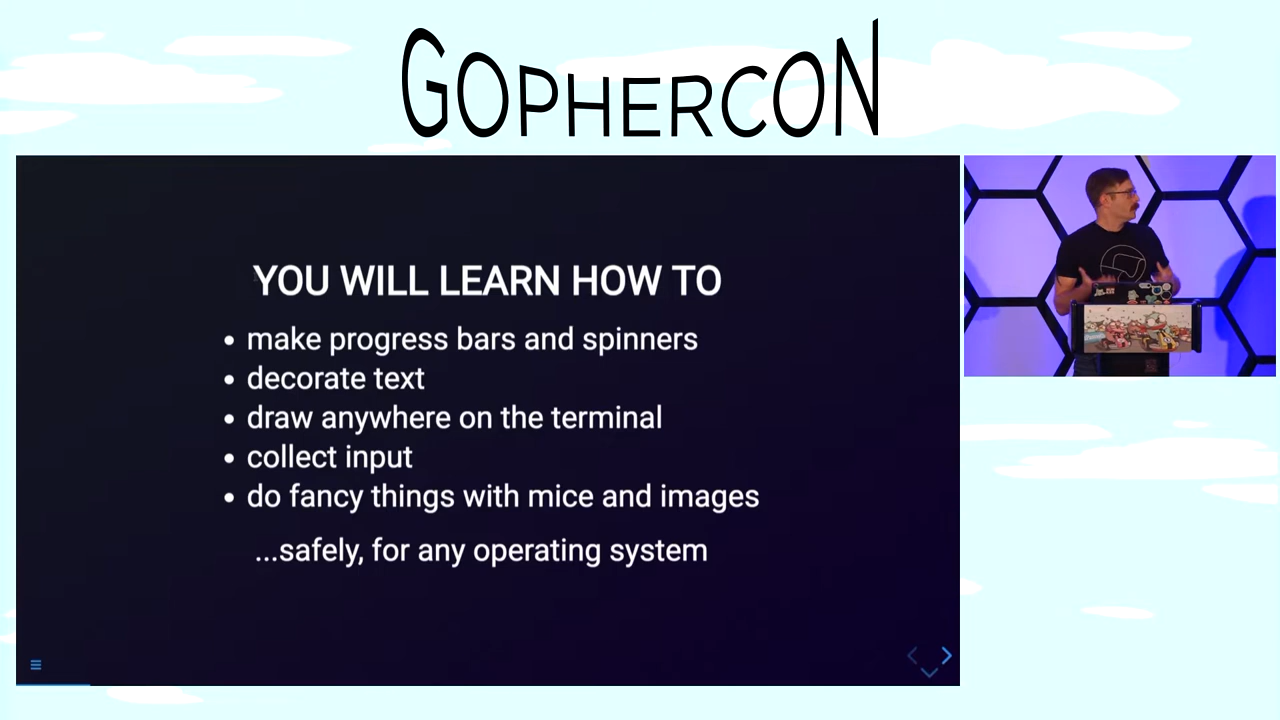 GOPHERCON
YOU WILL LEARN HOW TO
• make progress bars and spinners
• decorate text
• draw anywhere on the terminal
• collect input
• do fancy things with mice and images
...safely, for any operating system